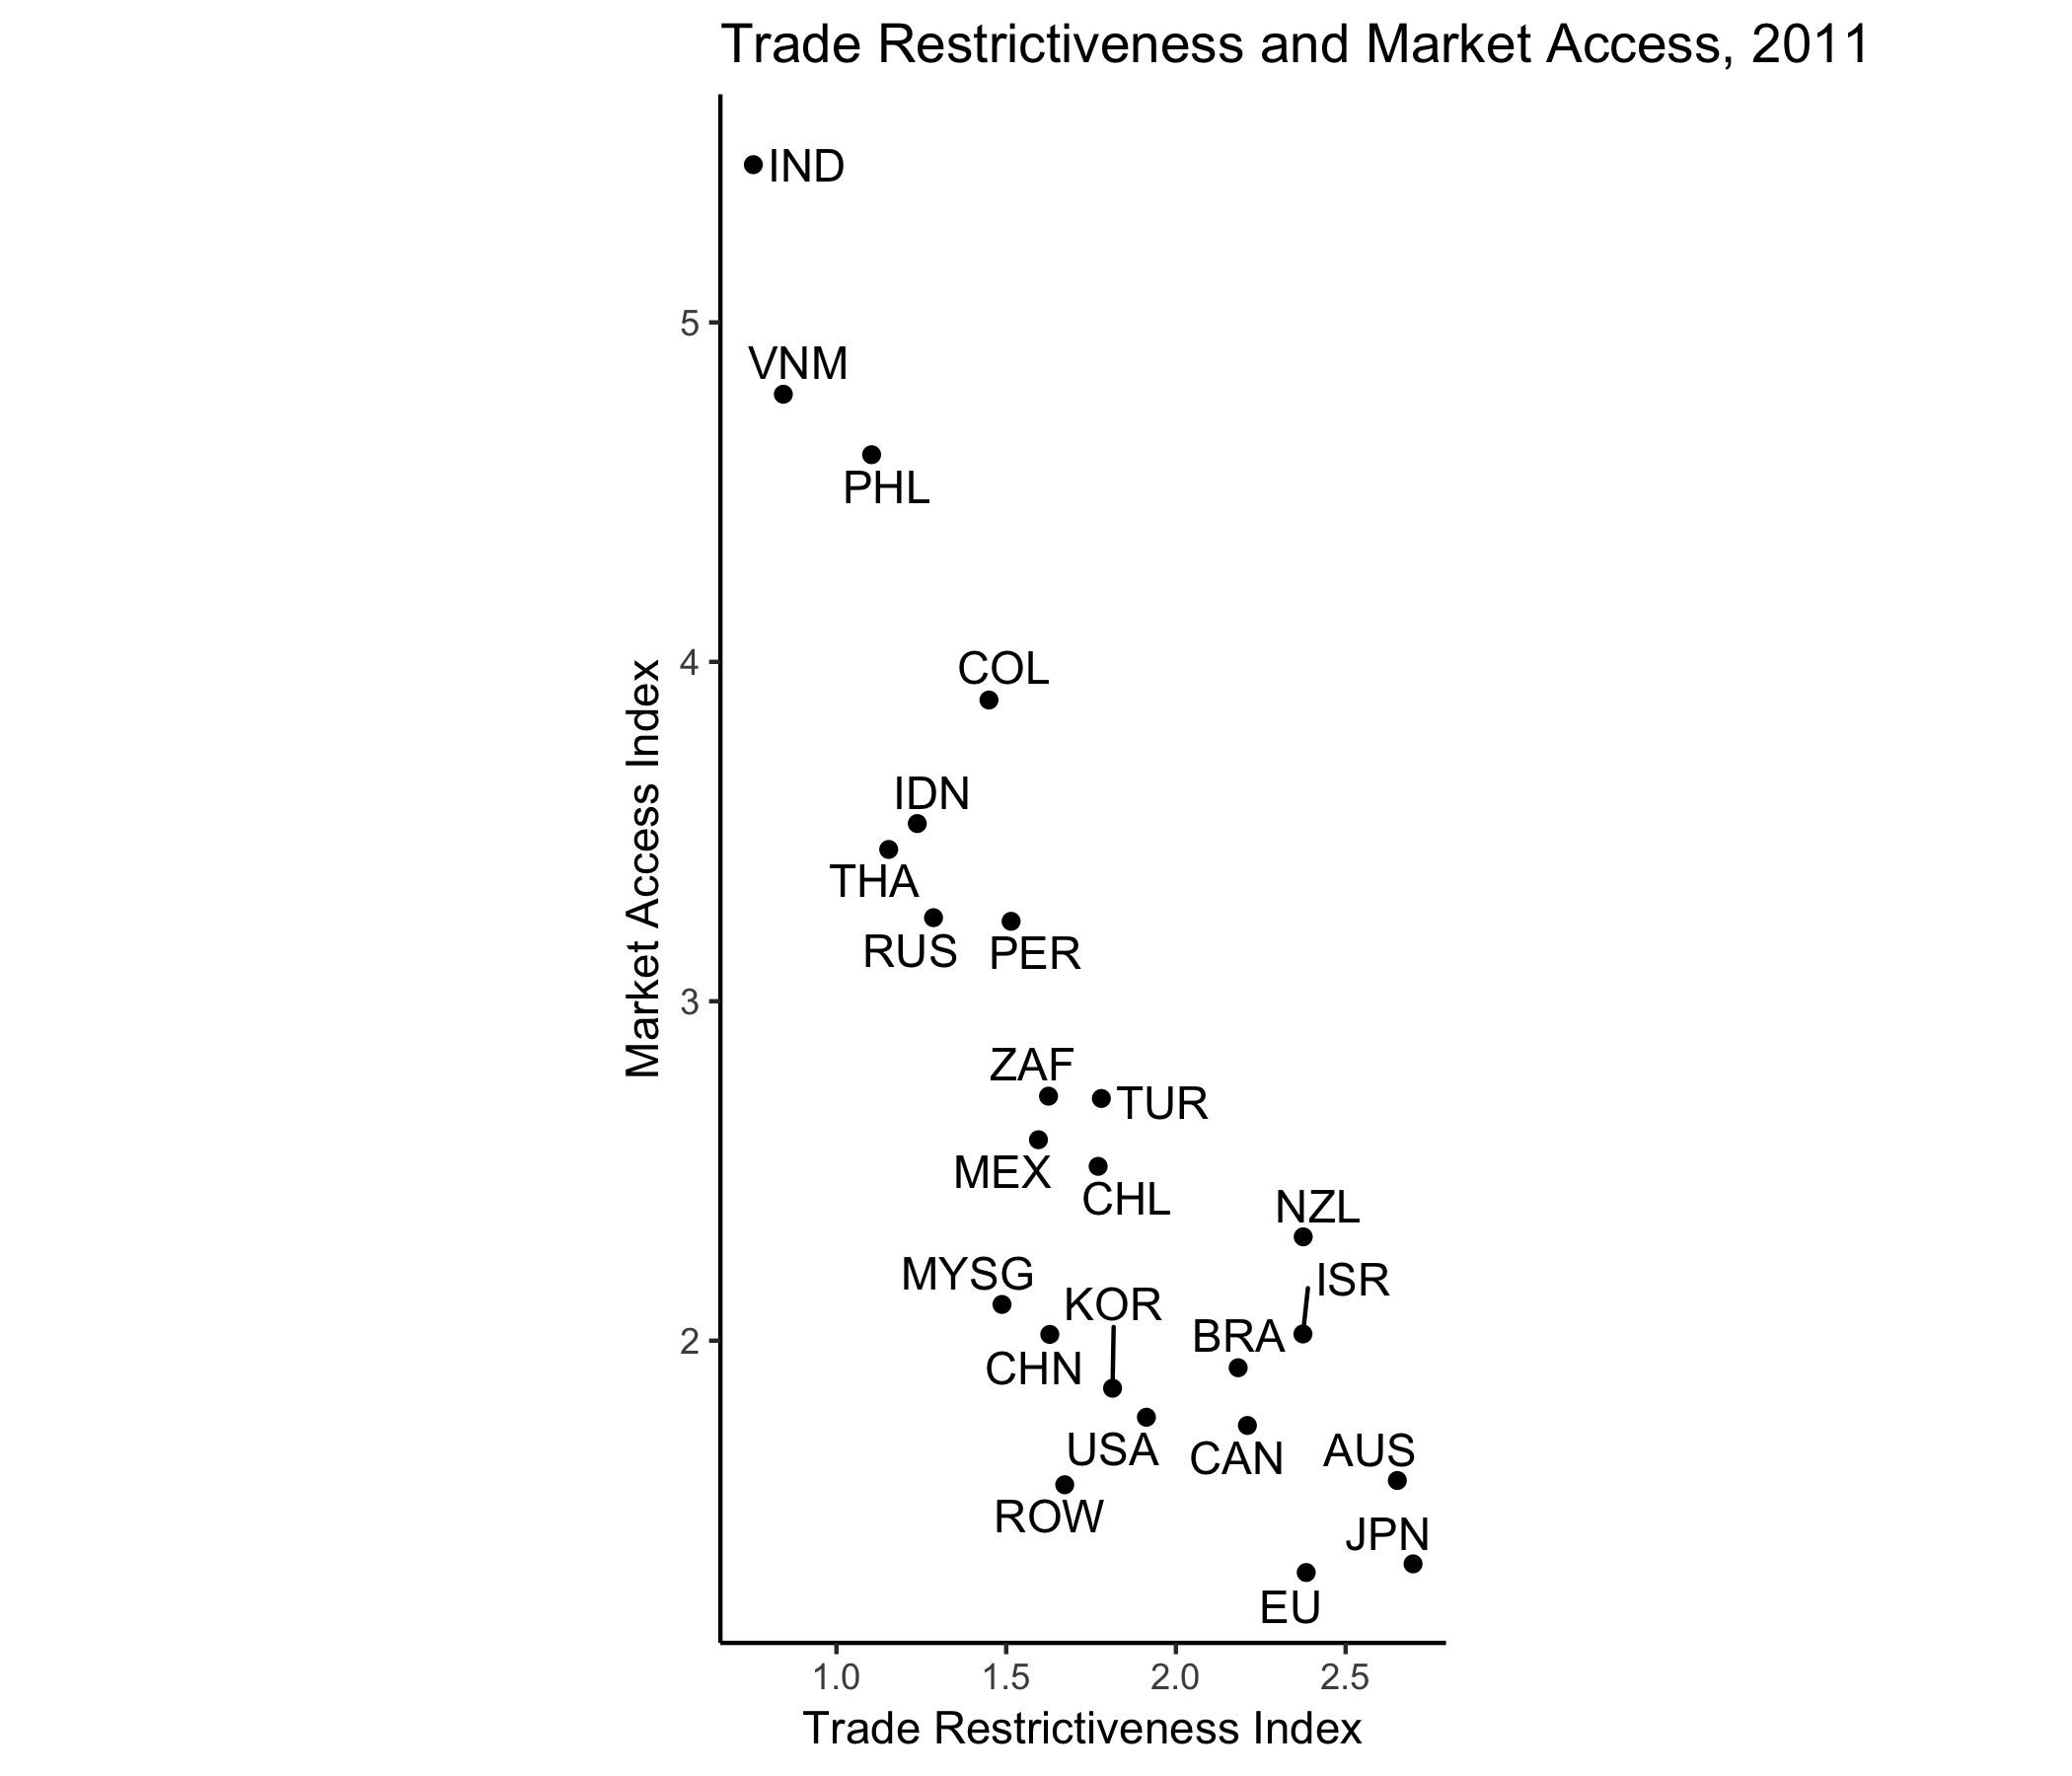 Trade Restrictiveness and Market Access, 2011
IND
5
VNM
PHL
Market Access Index
4
COL
IDN
THA
RUS
PER
3
ZAF
TUR
MEX
CHL
NZL
MYSG
ISR
KOR
2
BRA
CHN
USA
CAN
AUS
ROW
JPN
EU
1.0
1.5
2.0
2.5
Trade Restrictiveness Index